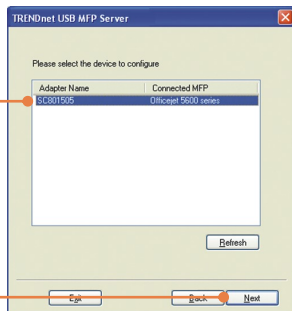 TRENDnet USB MFP Server
Please select the device to configure
Adapter Name Connected MFP
SC801505 Officejet 5600 series
Refresh
Exit Back Next